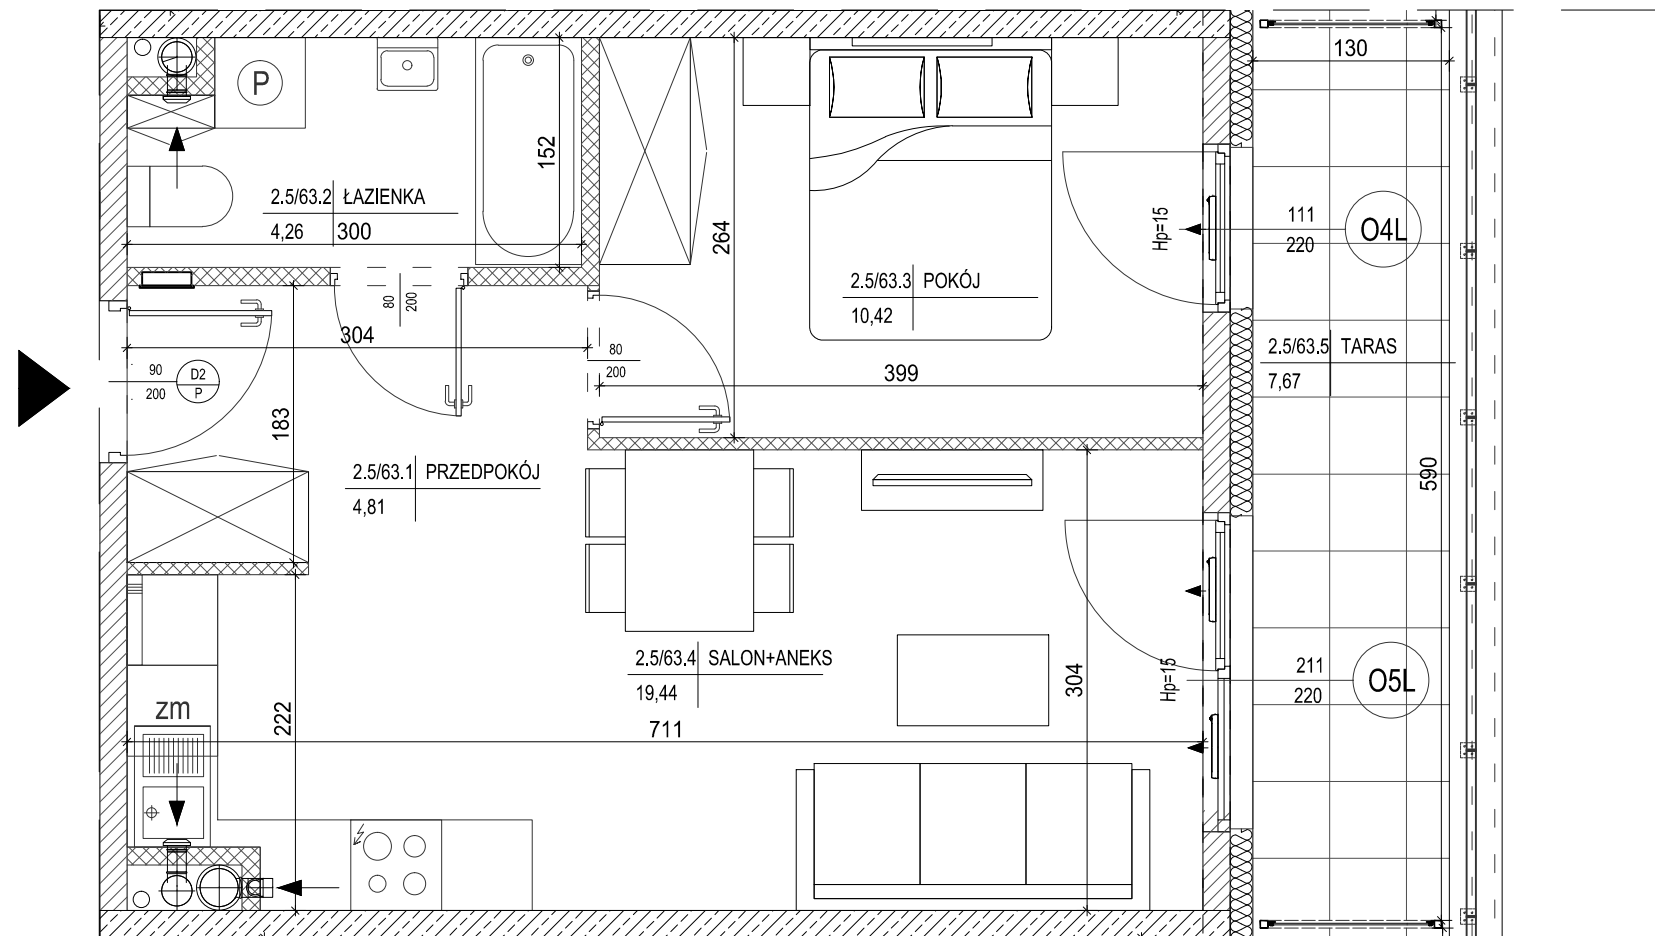 130
P
152
2.5/63.2 ŁAZIENKA
4,26
300
264
Hp=15
111
220
O4L
2.5/63.3 POKÓJ
10,42
80
200
304
80
200
399
2.5/63.5 TARAS
7,67
90
200
D2
P
183
2.5/63.1 PRZEDPOKÓJ
4,81
590
2.5/63.4 SALON+ANEKS
19,44
304
Hp=15
211
220
O5L
zm
222
711